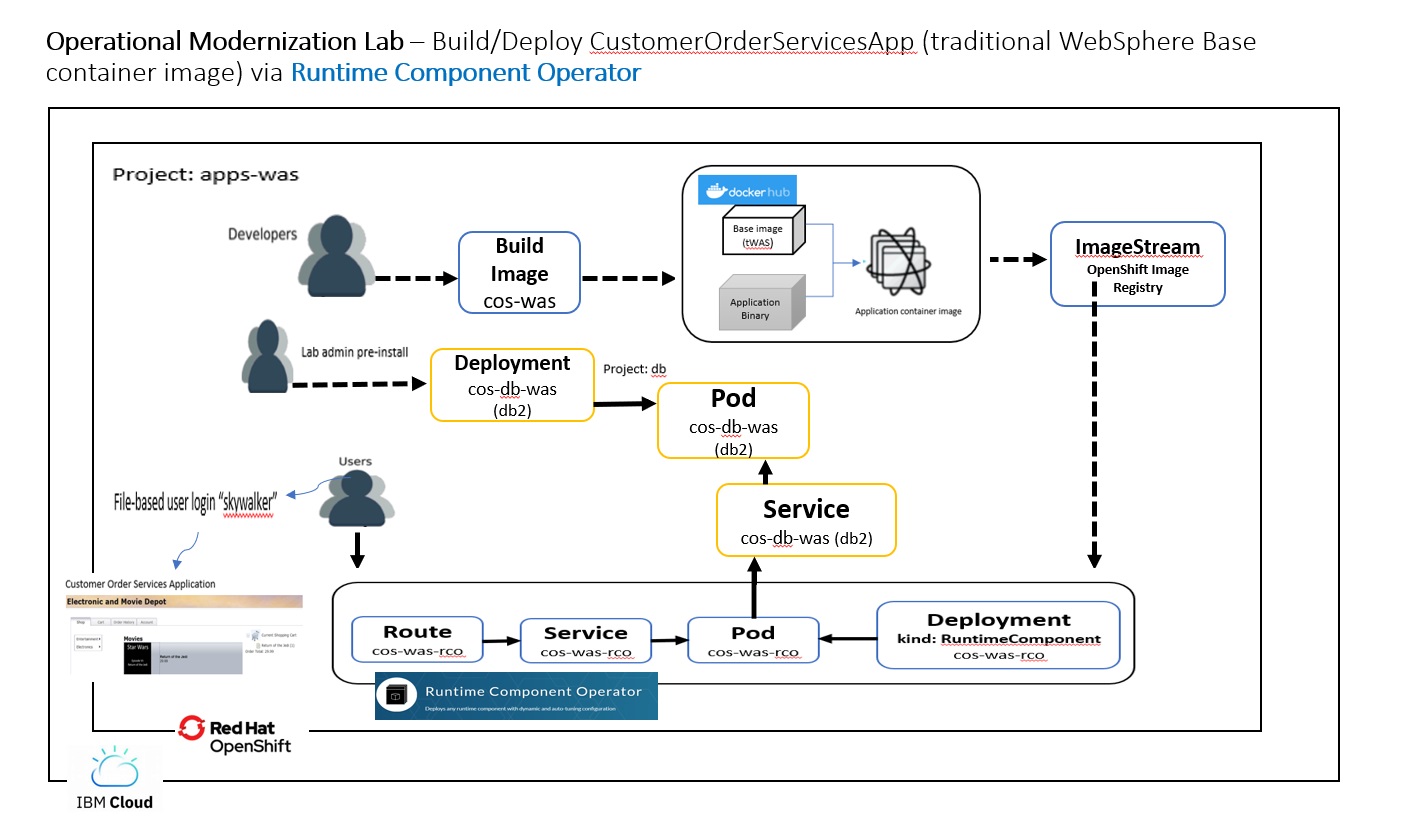 Operational Modernization Lab – Build/Deploy CustomerOrderServicesApp (traditional WebSphere Base
container image) via Runtime Component Operator
Project: apps-was
Developers
Build
Image
cos-was
docker hub
Base image
(tWAS)
Application
Binary
Application container image
ImageStream
OpenShift Image
Registry
Lab admin pre-install
Deployment
cos-db-was
(db2)
Project: db
Pod
cos-db-was
(db2)
Users
File-based user login “skywalker”
Service
cos-db-was (db2)
Customer Order Services Application
Electronic and Movie Depot
Shop Cart Order History Account
Entertainment
Electronics
Movies
Star Wars
Return of the Jedi
Current Shopping Cart
Return of the Jedi (1)
Route
cos-was-rco
Service
cos-was-rco
Pod
cos-was-rco
Deployment
kind: RuntimeComponent
cos-was-rco
Runtime Component Operator
Deploys any runtime component with dynamic and auto-tuning configuration
Red Hat
OpenShift
IBM Cloud